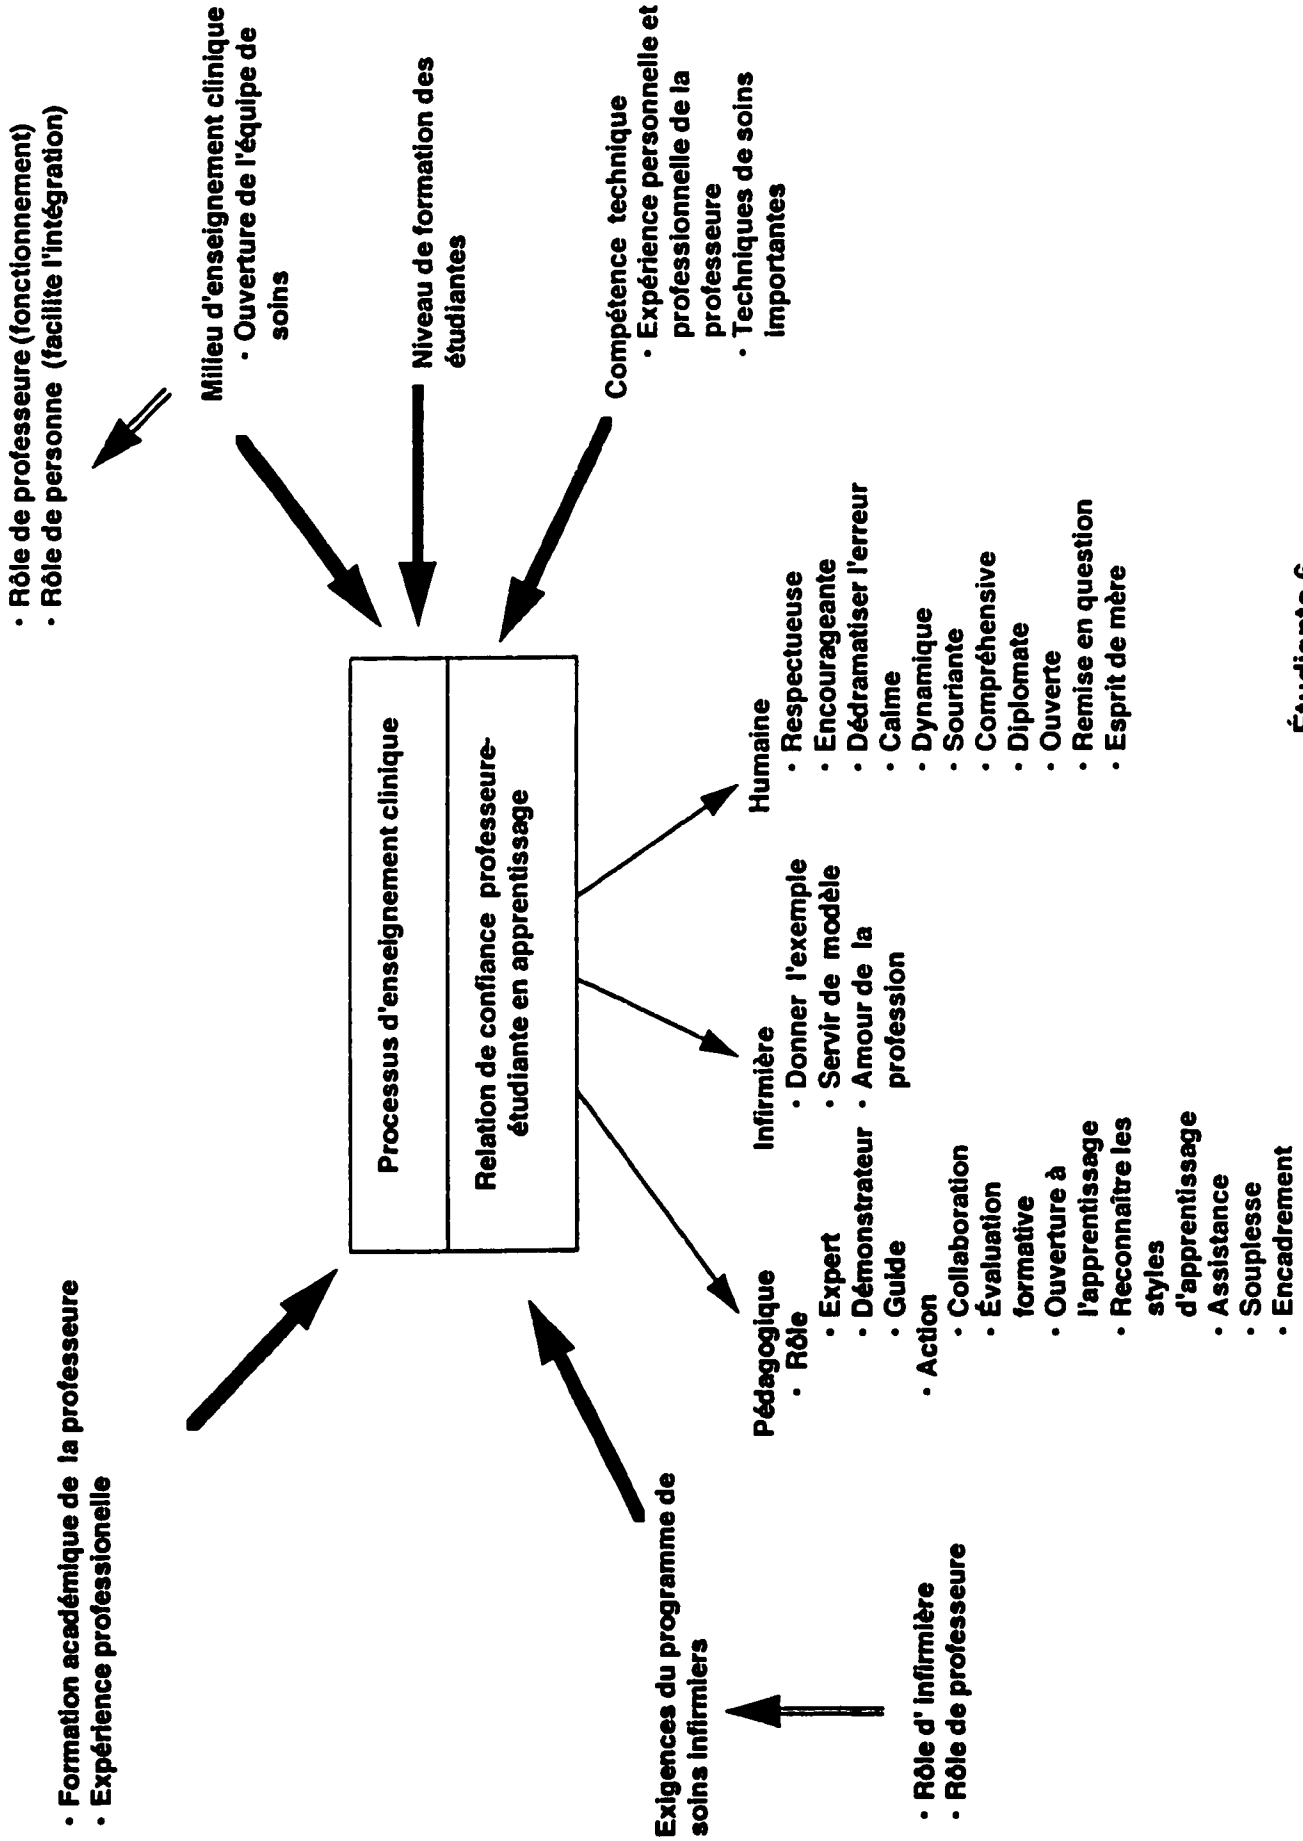 • Rôle de professeure (fonctionnement)
• Rôle de personne (facilite l'intégration)
• Formation académique de la professeure
• Expérience professionelle
Milieu d'enseignement clinique
• Ouverture de l'équipe de
soins
Niveau de formation des
étudiantes
Compétence technique
• Expérience personnelle et
professionnelle de la
professeure
• Techniques de soins
importantes
Processus d'enseignement clinique
Relation de confiance professeure-
étudiante en apprentissage
Exigences du programme de
soins infirmiers
• Rôle d' infirmière
• Rôle de professeure
Pédagogique
• Rôle
• Expert
• Démonstrateur
• Guide
• Action
• Collaboration
• Évaluation
formative
• Ouverture à
l'apprentissage
• Reconnaître les
styles
d'apprentissage
• Assistance
• Souplesse
• Encadrement
Infirmière
• Donner l'exemple
• Servir de modèle
• Amour de la
profession
Humaine
• Respectueuse
• Encourageante
• Dédramatiser l'erreur
• Calme
• Dynamique
• Souriante
• Compréhensive
• Diplomate
• Ouverte
• Remise en question
• Esprit de mère
Étudiante 6